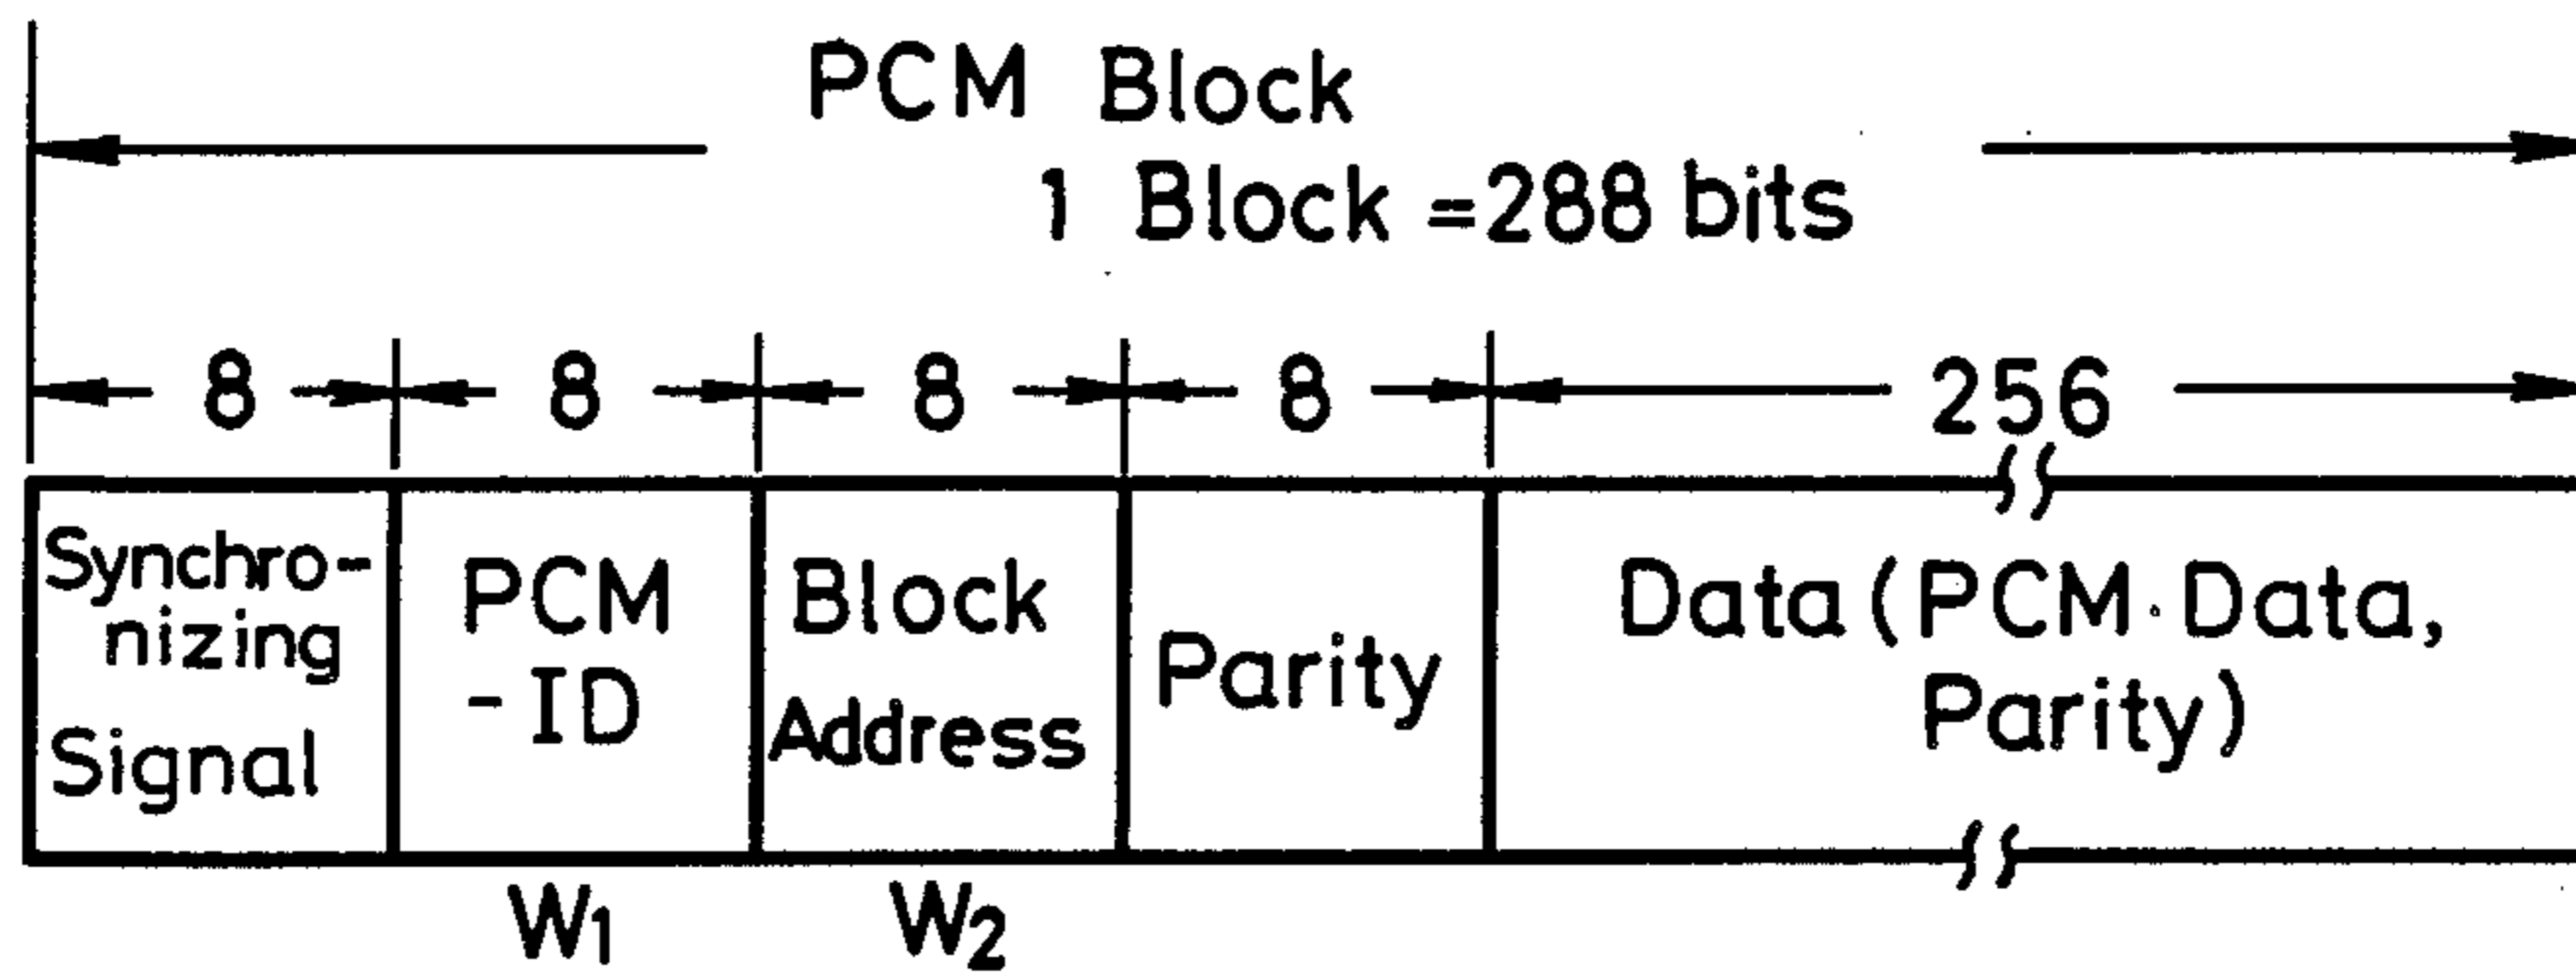 PCM Block
1 Block =288 bits
8 8 8 8 256
Synchro-
nizing
Signal
PCM
-ID
Block
Address
Parity
Data (PCM·Data,
Parity)
W1 W2